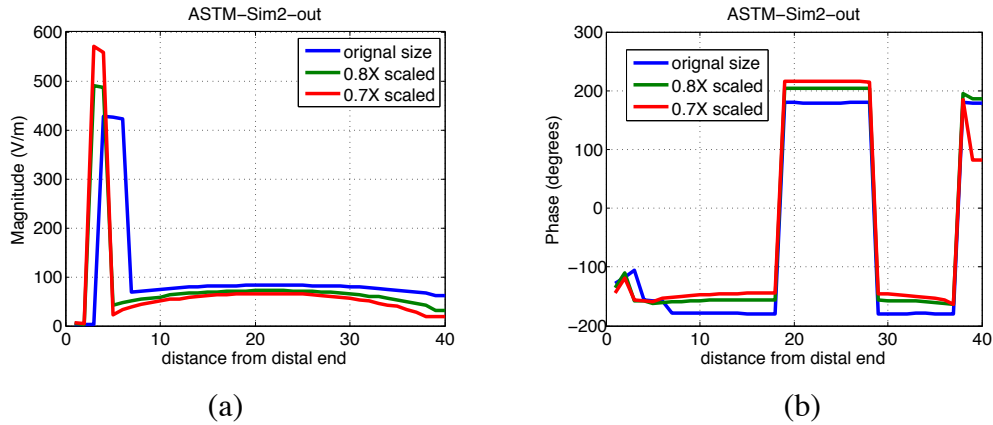 ASTM-Sim2-out
600
500
400
300
200
100
0
0 10 20 30 40
Magnitude (V/m)
distance from distal end
orignal size
0.8X scaled
0.7X scaled
(a)
ASTM-Sim2-out
300
200
100
0
-100
-200
0 10 20 30 40
Phase (degrees)
distance from distal end
orignal size
0.8X scaled
0.7X scaled
(b)